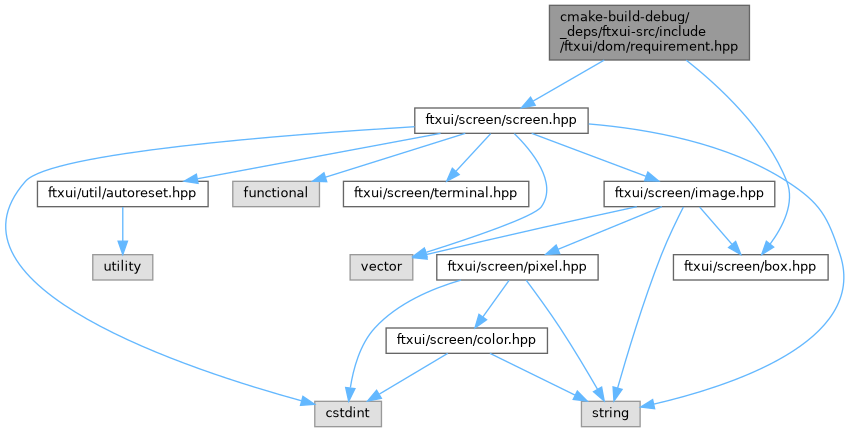 cmake-build-debug/
_deps/ftxui-src/include
/ftxui/dom/requirement.hpp
ftxui/screen/screen.hpp
ftxui/util/autoreset.hpp
functional
ftxui/screen/terminal.hpp
ftxui/screen/image.hpp
utility
vector
ftxui/screen/pixel.hpp
ftxui/screen/box.hpp
ftxui/screen/color.hpp
cstdint
string